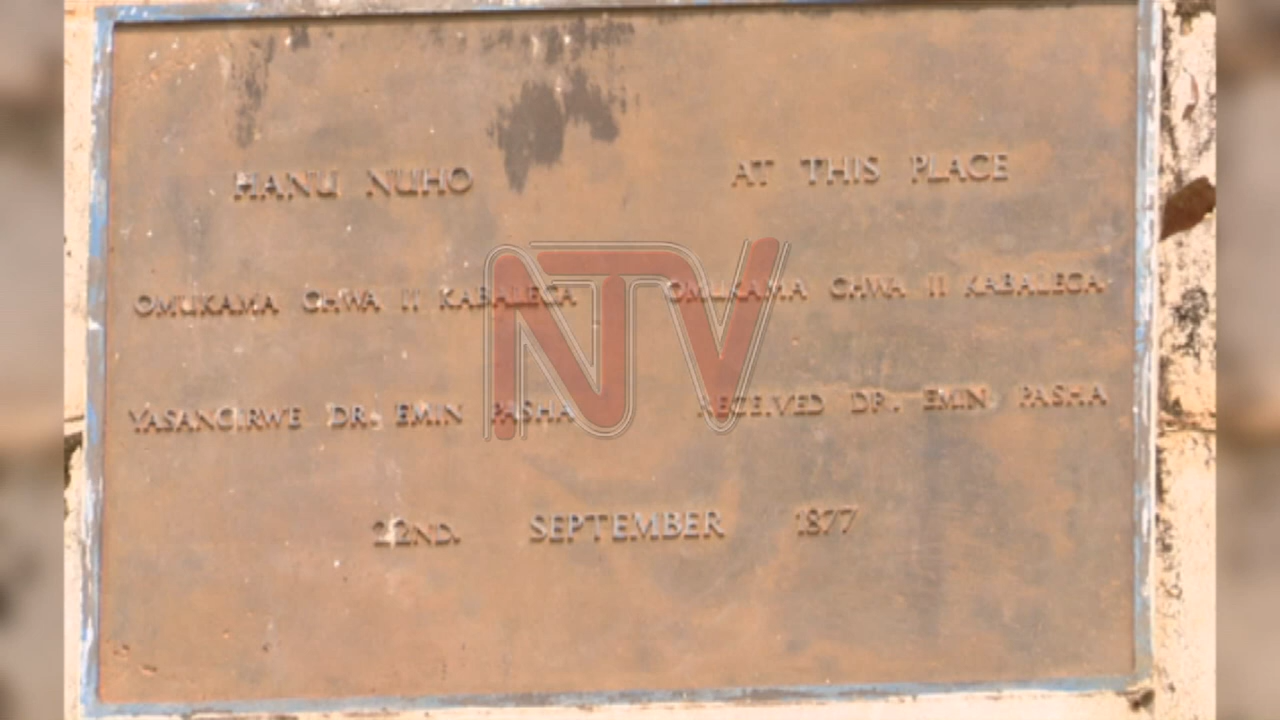 HANU NUHO AT THIS PLACE
OMUKAMA CHWA II KABALEGA OMUKAMA CHWA II KABALEGA
YASANGIRWE DR. EMIN PASHA RECEIVED DR. EMIN PASHA
22ND. SEPTEMBER 1877
NTV